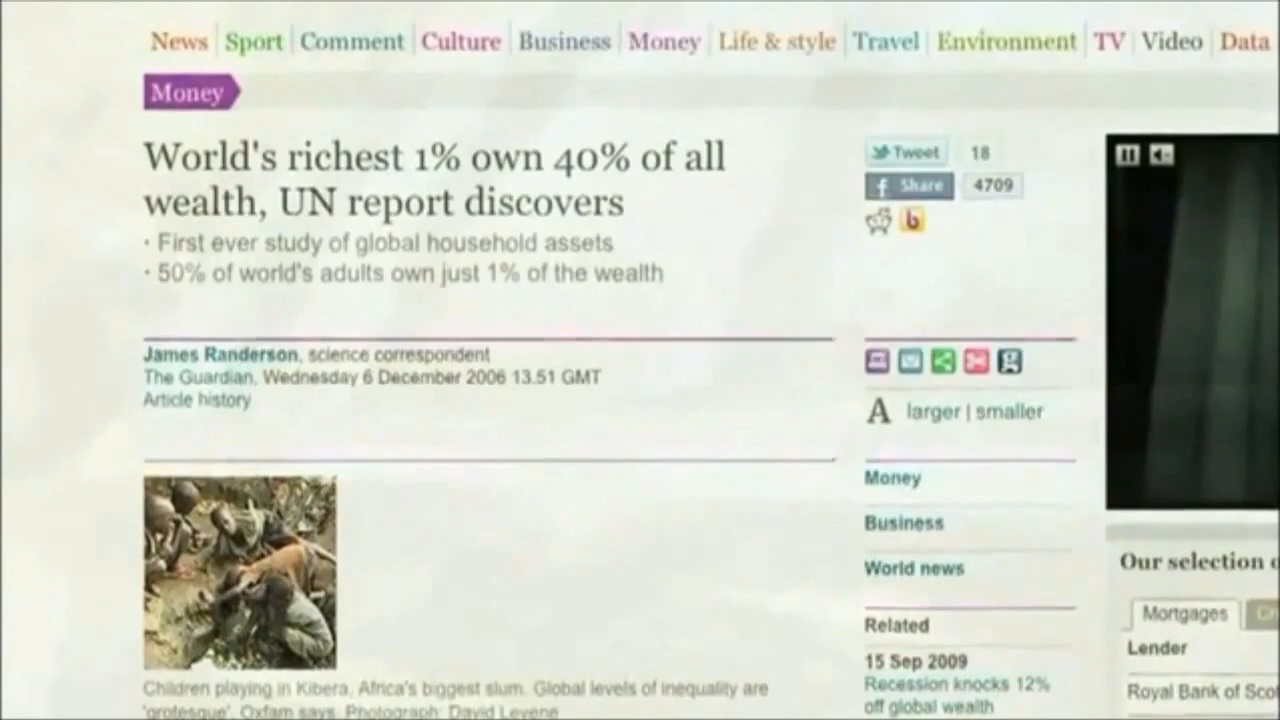 News Sport Comment Culture Business Money Life & style Travel Environment TV Video Data
Money
World's richest 1% own 40% of all
wealth, UN report discovers
· First ever study of global household assets
· 50% of world's adults own just 1% of the wealth
James Randerson, science correspondent
The Guardian, Wednesday 6 December 2006 13.51 GMT
Article history
Children playing in Kibera, Africa's biggest slum. Global levels of inequality are
'grotesque', Oxfam says. Photograph: David Levene
Tweet 18
f Share 4709
b
g
A larger | smaller
Money
Business
World news
Related
15 Sep 2009
Recession knocks 12%
off global wealth
Our selection
Mortgages
Lender
Royal Bank of Sco